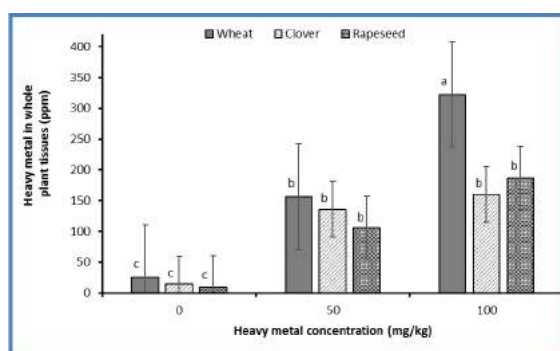 Wheat Clover Rapeseed
Heavy metal in whole
plant tissues (ppm)
400
350
300
250
200
150
100
50
0
c c c
b b b
a b b
0 50 100
Heavy metal concentration (mg/kg)